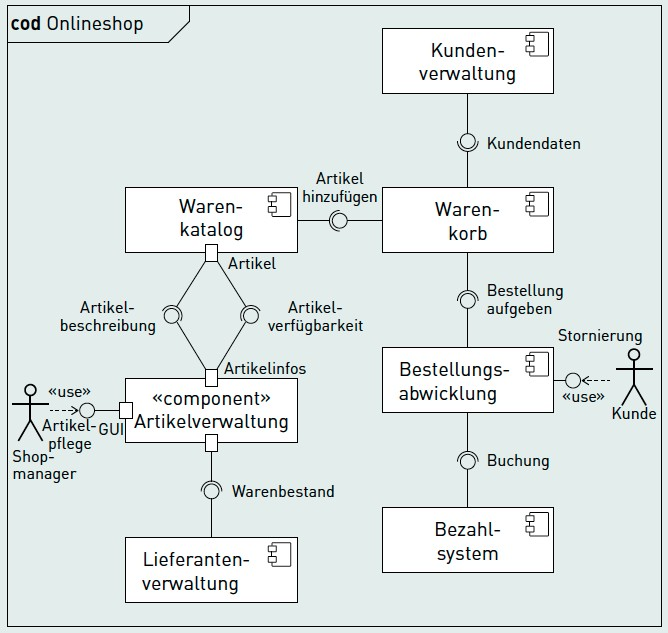 cod Onlineshop
Kunden-
verwaltung
Kundendaten
Artikel
hinzufügen
Waren-
katalog
Waren-
korb
Artikel
Artikel-
beschreibung
Artikel-
verfügbarkeit
Bestellung
aufgeben
Stornierung
Artikelinfos
Bestellungs-
abwicklung
«use»
Kunde
«use»
«component»
Artikelverwaltung
Artikel-
pflege
GUI
Shop-
manager
Buchung
Warenbestand
Bezahl-
system
Lieferanten-
verwaltung